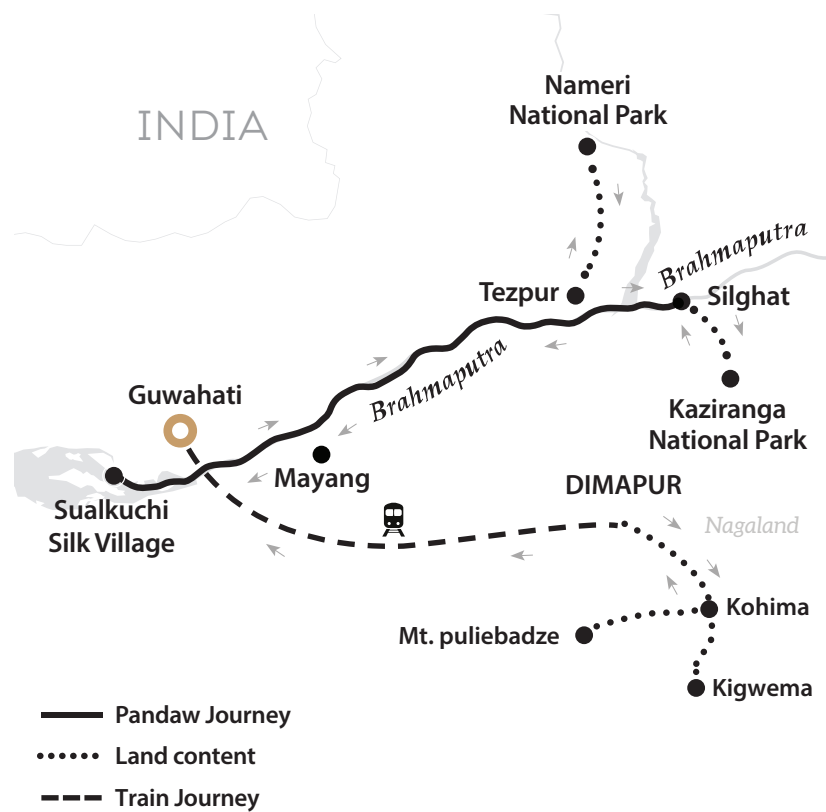 INDIA
Nameri
National Park
Brahmaputra
Tezpur
Silghat
Brahmaputra
Guwahati
Kaziranga
National Park
Mayang
DIMAPUR
Sualkuchi
Silk Village
Nagaland
Kohima
Mt. puliebadze
Kigwema
Pandaw Journey
Land content
Train Journey